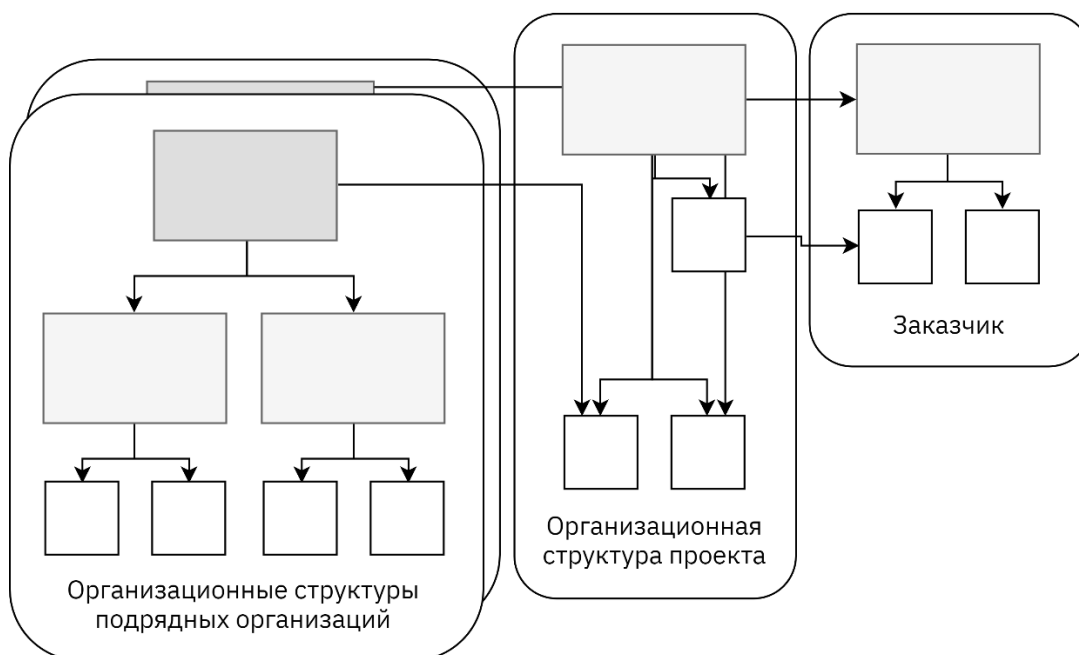 Организационные структуры
подрядных организаций
Организационная
структура проекта
Заказчик